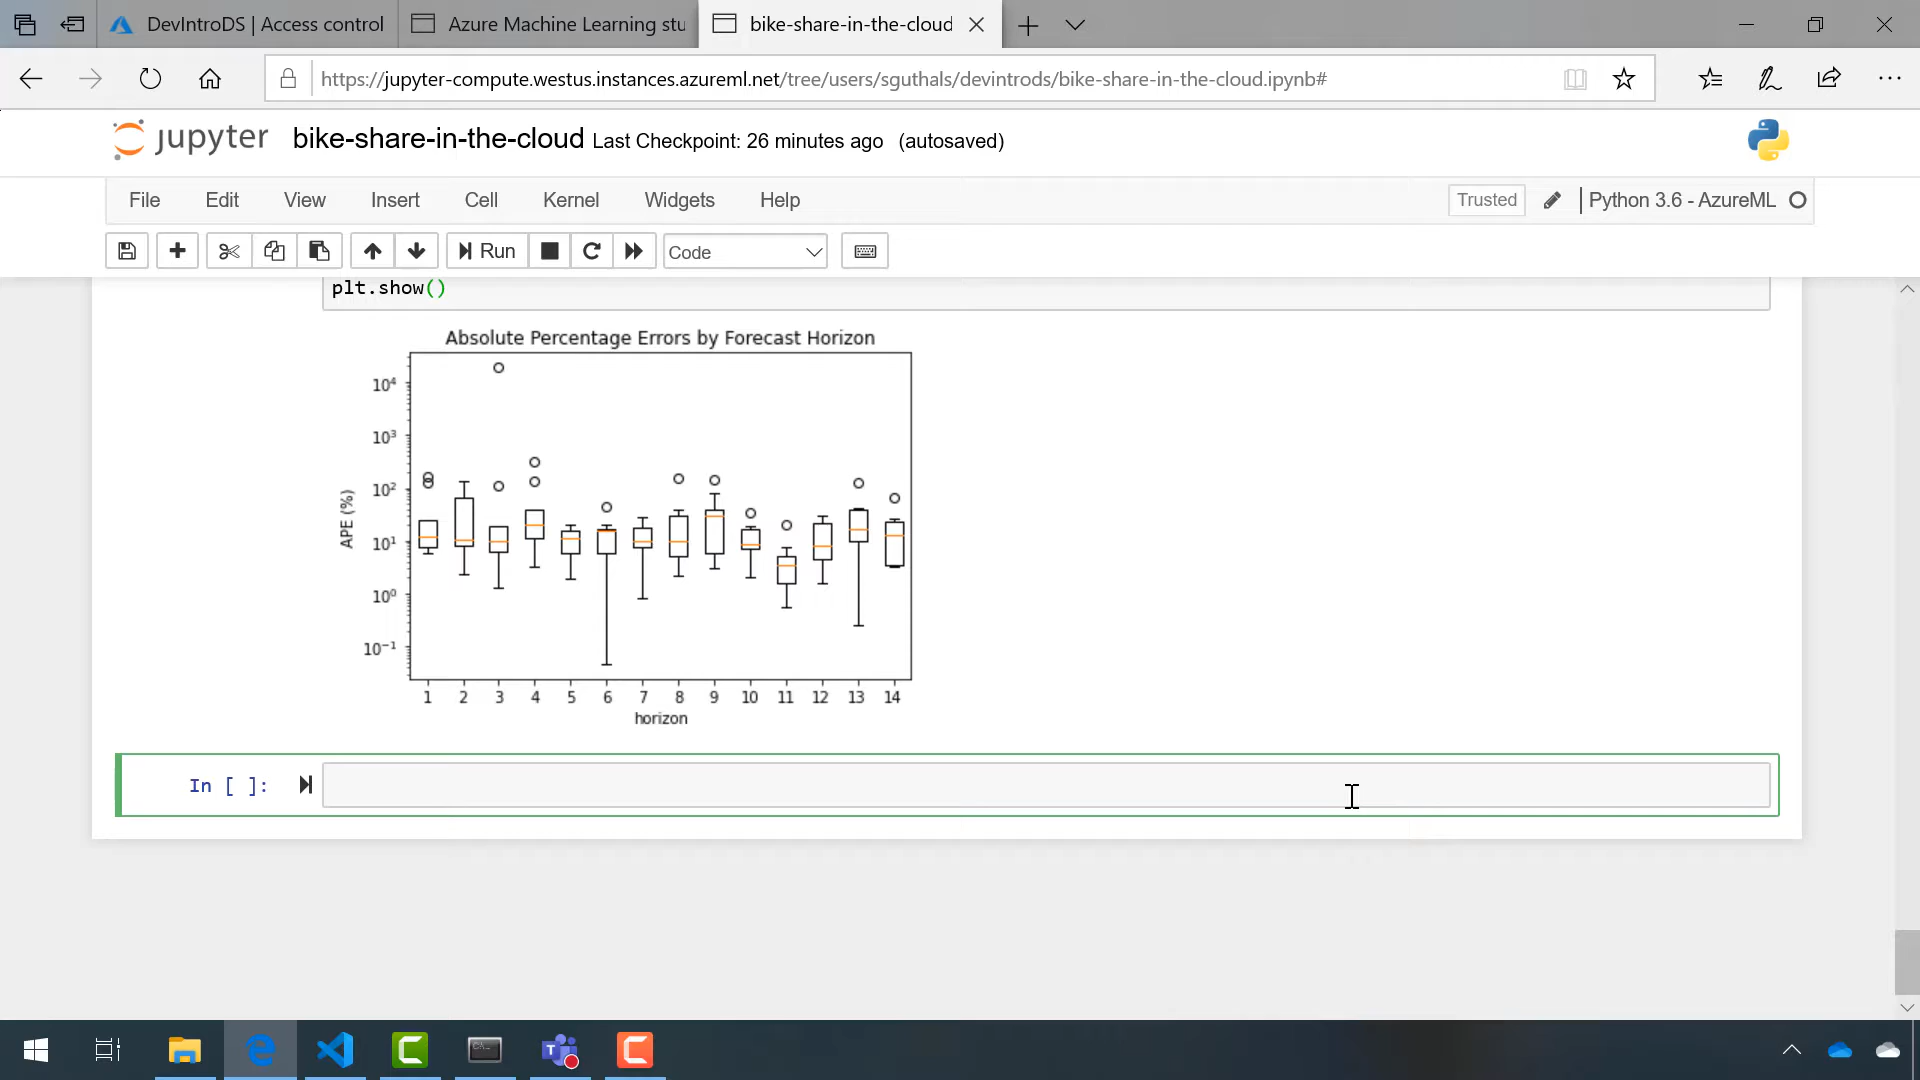 DevIntroDS | Access control
Azure Machine Learning stu
bike-share-in-the-cloud
https://jupyter-compute.westus.instances.azureml.net/tree/users/sguthals/devintrods/bike-share-in-the-cloud.ipynb#
jupyter bike-share-in-the-cloud Last Checkpoint: 26 minutes ago (autosaved)
File Edit View Insert Cell Kernel Widgets Help Trusted Python 3.6 - AzureML
Run Code
plt.show()
Absolute Percentage Errors by Forecast Horizon
10⁴
10³
10²
10¹
10⁰
10⁻¹
APE (%)
1 2 3 4 5 6 7 8 9 10 11 12 13 14
horizon
In [ ]: